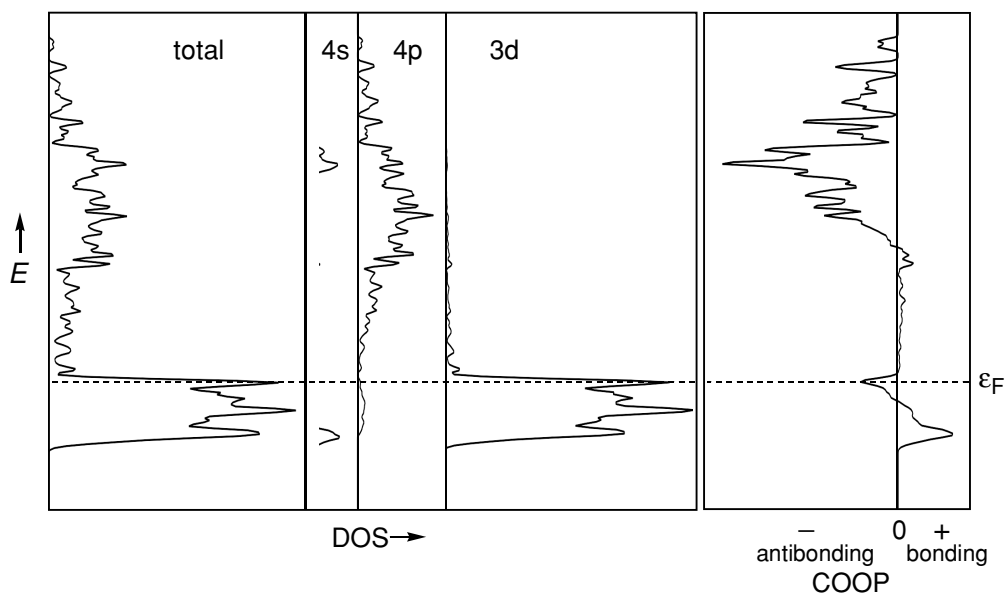 total 4s 4p 3d
E
εF
DOS
− 0 +
antibonding bonding
COOP